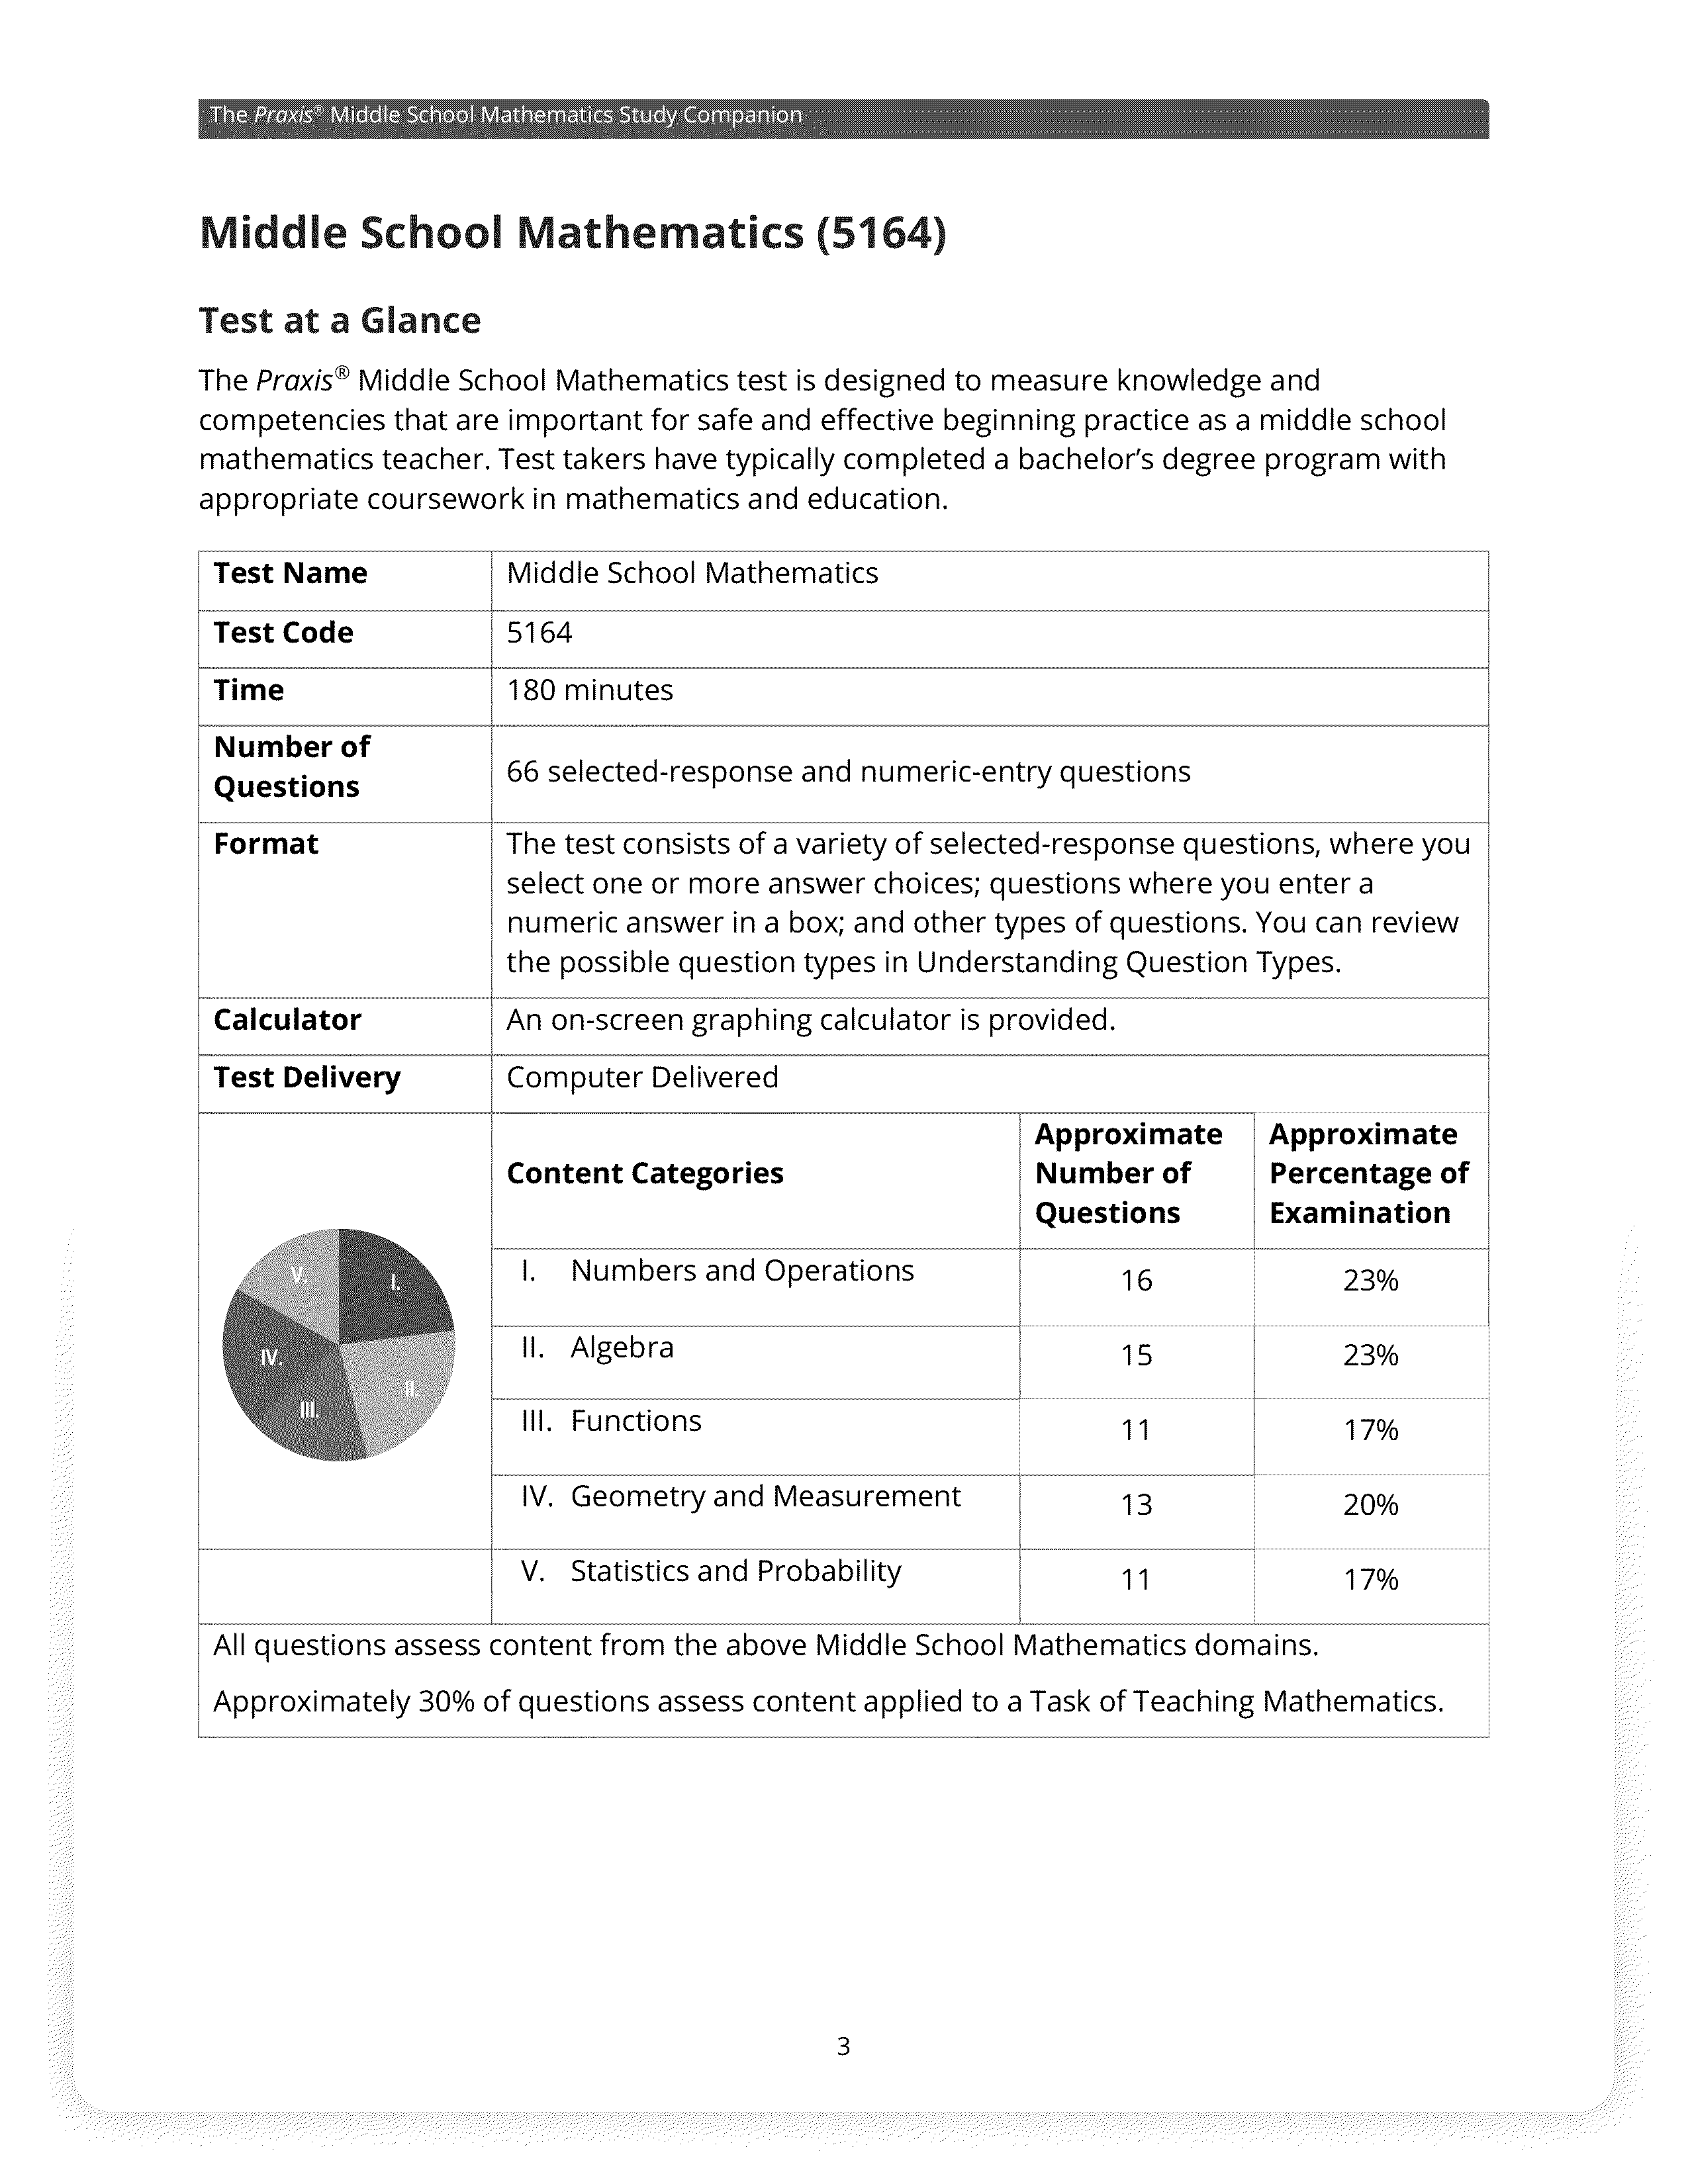 The Praxis® Middle School Mathematics Study Companion
Middle School Mathematics (5164)
Test at a Glance
The Praxis® Middle School Mathematics test is designed to measure knowledge and
competencies that are important for safe and effective beginning practice as a middle school
mathematics teacher. Test takers have typically completed a bachelor's degree program with
appropriate coursework in mathematics and education.
Test Name Middle School Mathematics
Test Code 5164
Time 180 minutes
Number of
Questions
66 selected-response and numeric-entry questions
Format The test consists of a variety of selected-response questions, where you
select one or more answer choices; questions where you enter a
numeric answer in a box; and other types of questions. You can review
the possible question types in Understanding Question Types.
Calculator An on-screen graphing calculator is provided.
Test Delivery Computer Delivered
Content Categories
Approximate
Number of
Questions
Approximate
Percentage of
Examination
I. Numbers and Operations 16 23%
II. Algebra 15 23%
III. Functions 11 17%
IV. Geometry and Measurement 13 20%
V. Statistics and Probability 11 17%
V.
I.
IV.
II.
III.
All questions assess content from the above Middle School Mathematics domains.
Approximately 30% of questions assess content applied to a Task of Teaching Mathematics.
3